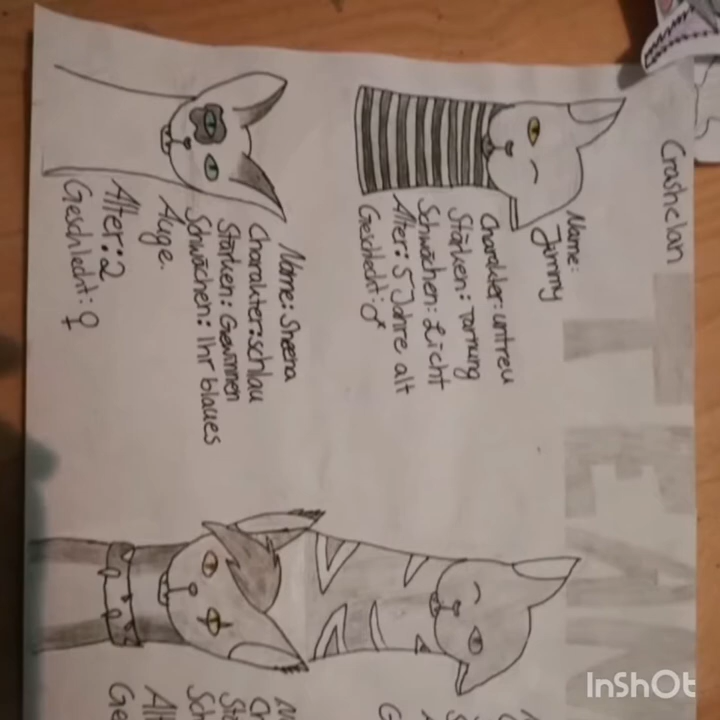 Crashclan
TEAM
Name:
Jimmy
Charakter: untreu
Stärken: Tarnung
Schwächen: Licht
Alter: 5 Jahre alt
Geschlecht: ♂
Name: Sheera
Charakter: schlau
Stärken: Gewinnen
Schwächen: Ihr blaues
Auge.
Alter: 2
Geschlecht: ♀
InShOt